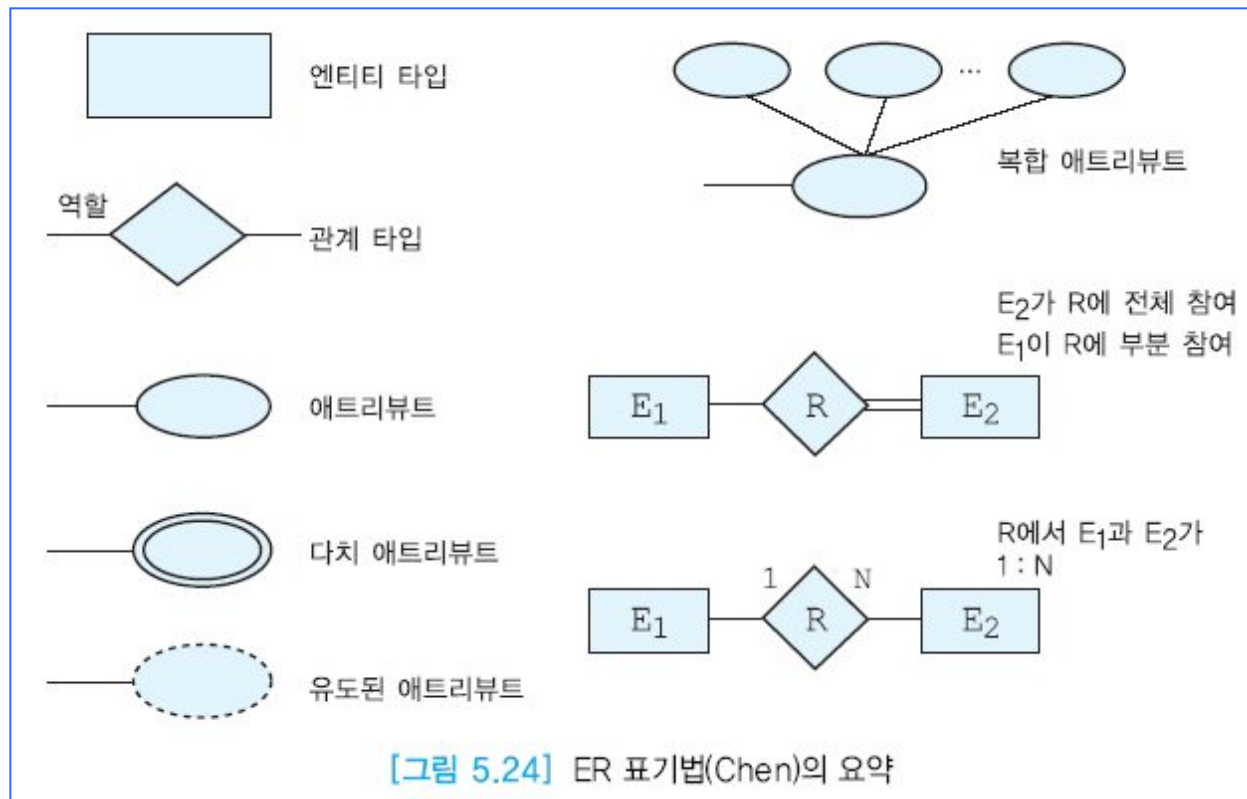 엔티티 타입
역할
관계 타입
애트리뷰트
다치 애트리뷰트
유도된 애트리뷰트
...
복합 애트리뷰트
E2가 R에 전체 참여
E1이 R에 부분 참여
E1 R E2
R에서 E1과 E2가
1 : N
1 N
E1 R E2
[그림 5.24] ER 표기법(Chen)의 요약